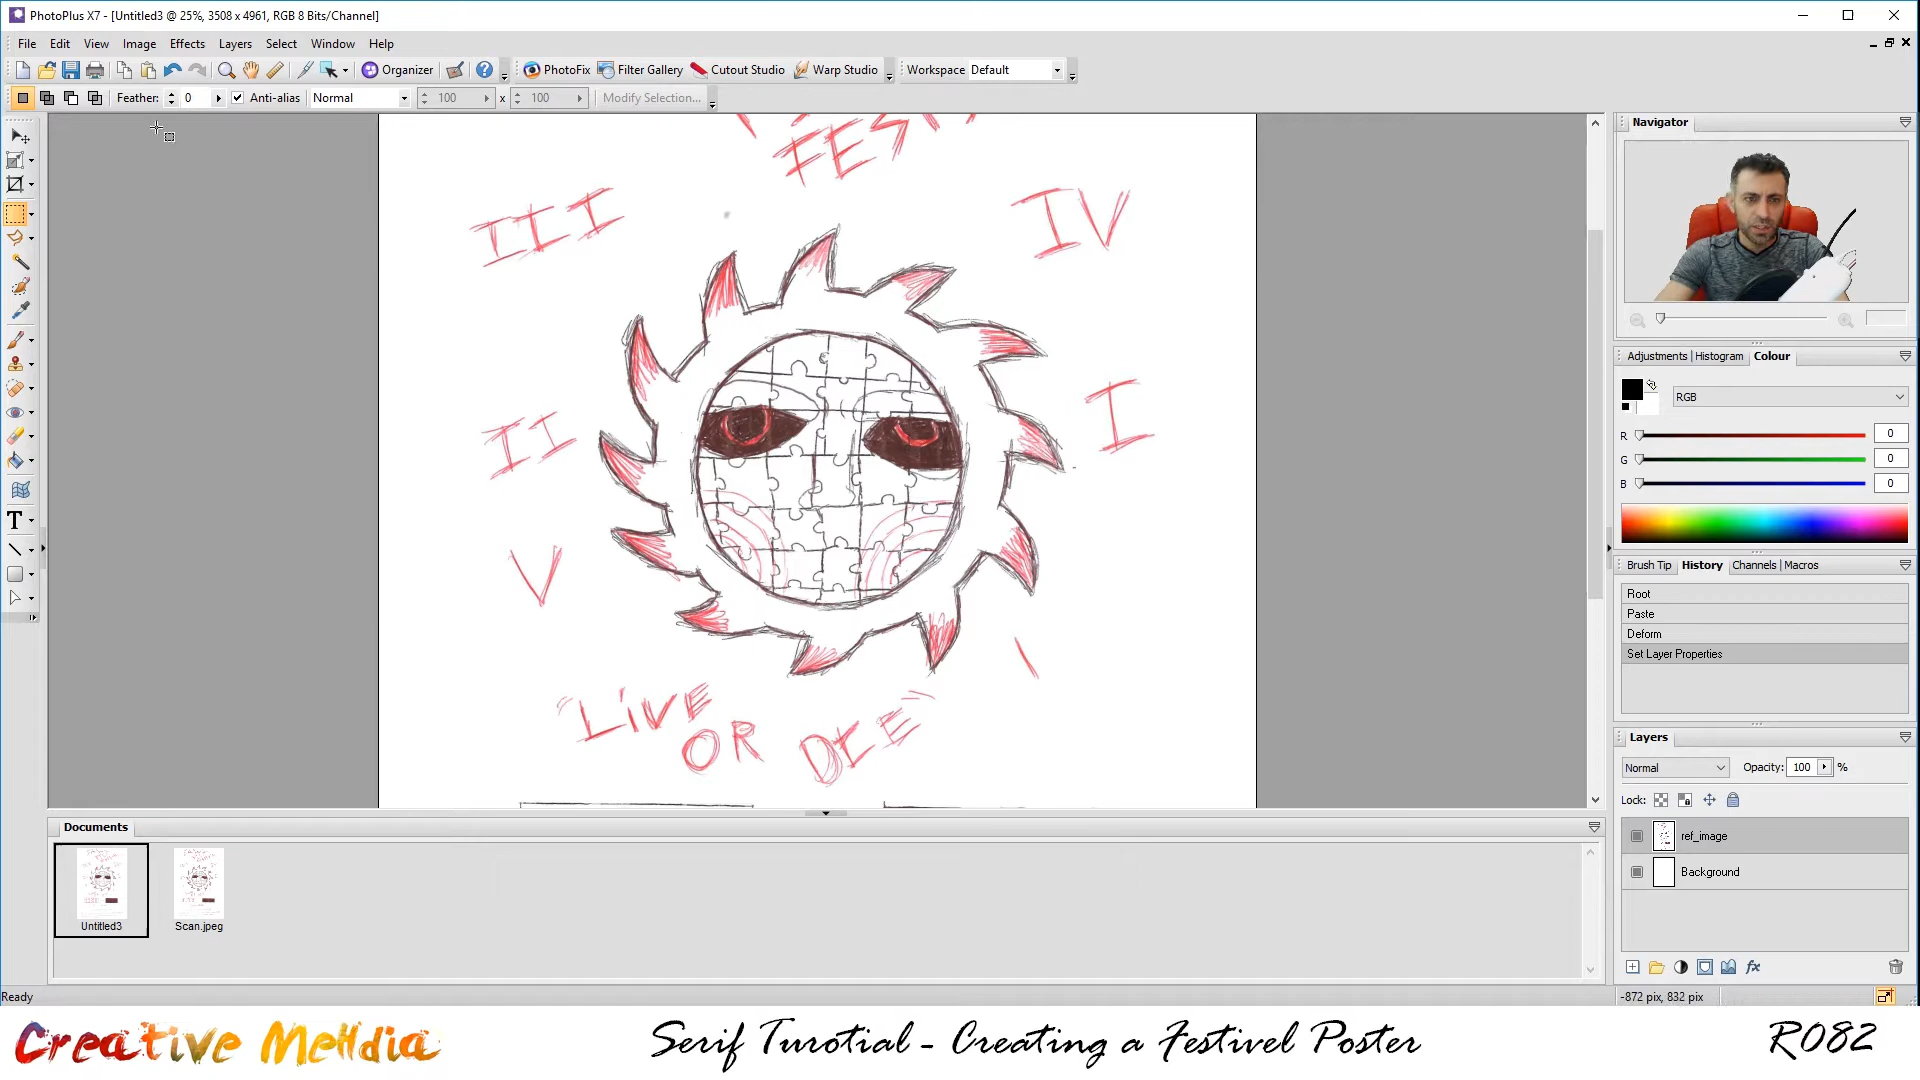 PhotoPlus X7 - [Untitled3 @ 25%, 3508 x 4961, RGB 8 Bits/Channel]
File Edit View Image Effects Layers Select Window Help
Organizer PhotoFix Filter Gallery Cutout Studio Warp Studio Workspace Default
Feather: 0 Anti-alias Normal 100 x 100 Modify Selection...
Navigator
FEST
III
IV
I
II
V
"LivE
OR DIE"
Adjustments Histogram Colour
RGB
R 0
G 0
B 0
Brush Tip History Channels Macros
Root
Paste
Deform
Set Layer Properties
Layers
Normal Opacity: 100 %
Lock:
ref_image
Background
Documents
Untitled3
Scan.jpeg
Ready
-872 pix, 832 pix
Creative MeHdia
Serif Turotial - Creating a Festivel Poster
R082